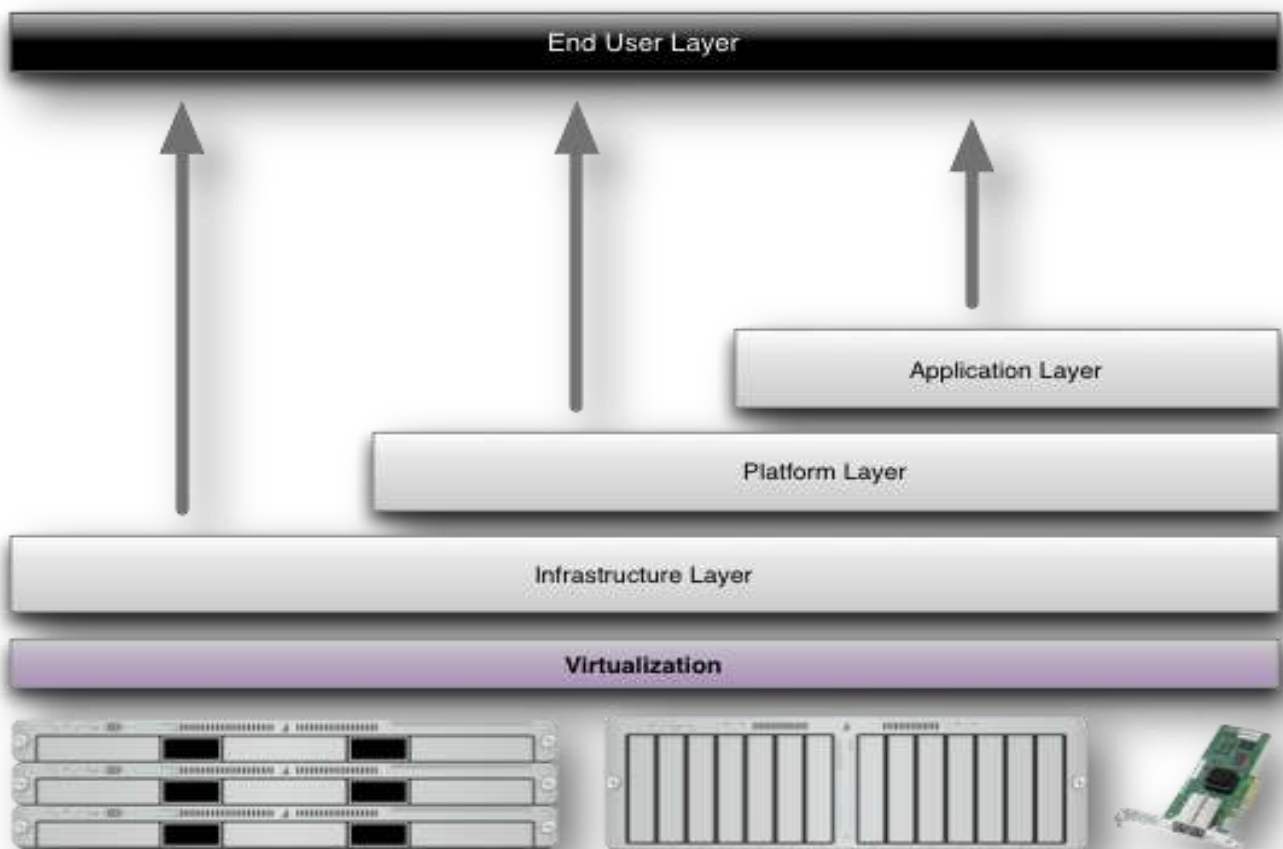 End User Layer
Application Layer
Platform Layer
Infrastructure Layer
Virtualization